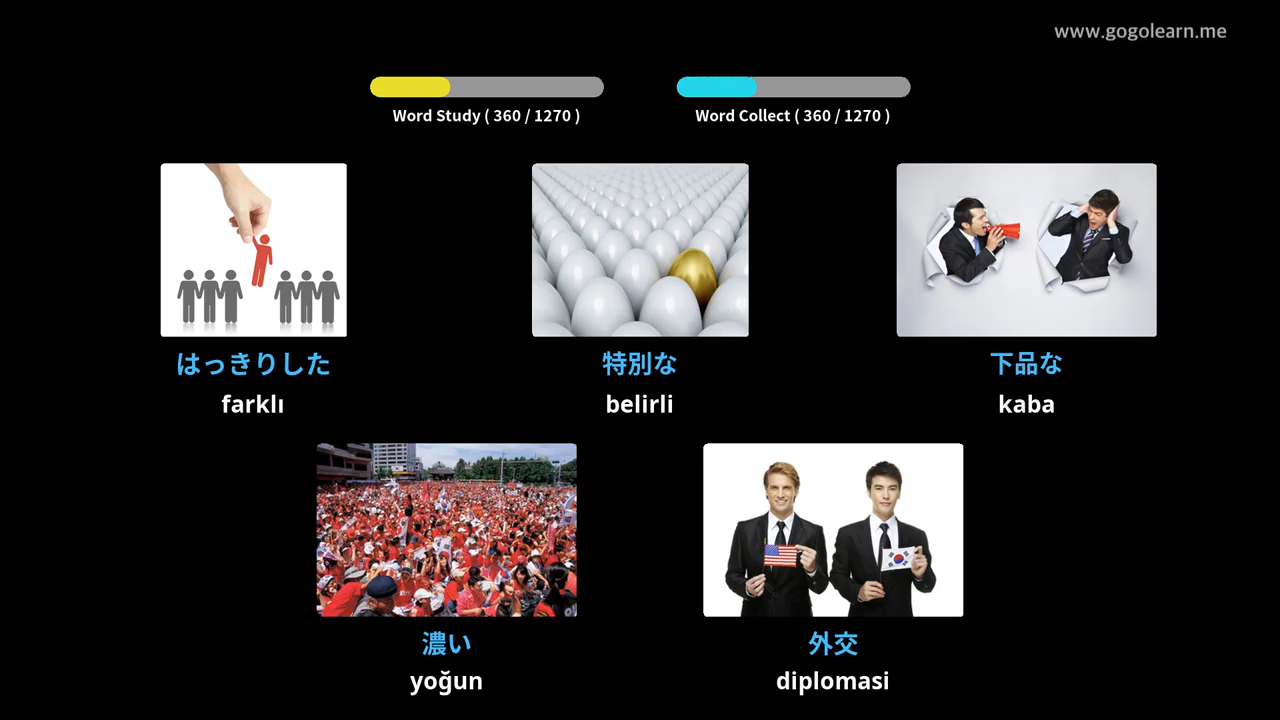 www.gogolearn.me
Word Study ( 360 / 1270 )
Word Collect ( 360 / 1270 )
はっきりした
farklı
特別な
belirli
下品な
kaba
濃い
yoğun
外交
diplomasi